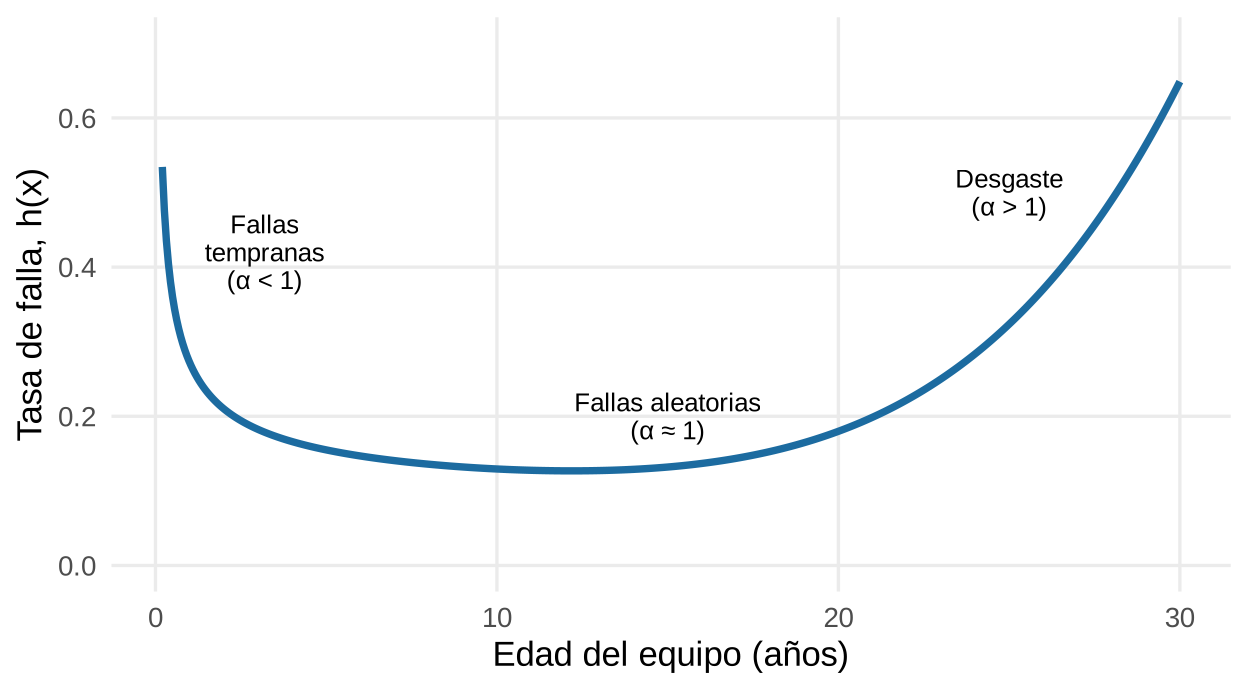 Tasa de falla, h(x)
0.6
0.4
0.2
0.0
Fallas
tempranas
(α < 1)
Fallas aleatorias
(α ≈ 1)
Desgaste
(α > 1)
0
10
20
30
Edad del equipo (años)